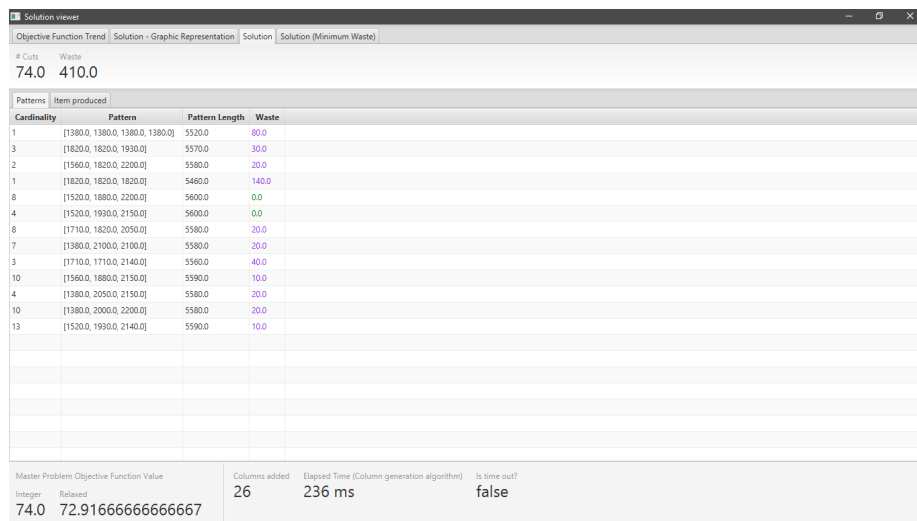 Solution viewer
Objective Function Trend Solution - Graphic Representation Solution Solution (Minimum Waste)
# Cuts Waste
74.0 410.0
Patterns Item produced
Cardinality Pattern Pattern Length Waste
1 [1380.0, 1380.0, 1380.0, 1380.0] 5520.0 80.0
3 [1820.0, 1820.0, 1930.0] 5570.0 30.0
2 [1560.0, 1820.0, 2200.0] 5580.0 20.0
1 [1820.0, 1820.0, 1820.0] 5460.0 140.0
8 [1520.0, 1880.0, 2200.0] 5600.0 0.0
4 [1520.0, 1930.0, 2150.0] 5600.0 0.0
8 [1710.0, 1820.0, 2050.0] 5580.0 20.0
7 [1380.0, 2100.0, 2100.0] 5580.0 20.0
3 [1710.0, 1710.0, 2140.0] 5560.0 40.0
10 [1560.0, 1880.0, 2150.0] 5590.0 10.0
4 [1380.0, 2050.0, 2150.0] 5580.0 20.0
10 [1380.0, 2000.0, 2200.0] 5580.0 20.0
13 [1520.0, 1930.0, 2140.0] 5590.0 10.0
Master Problem Objective Function Value Columns added Elapsed Time (Column generation algorithm) Is time out?
26 236 ms false
Integer Relaxed
74.0 72.91666666666667